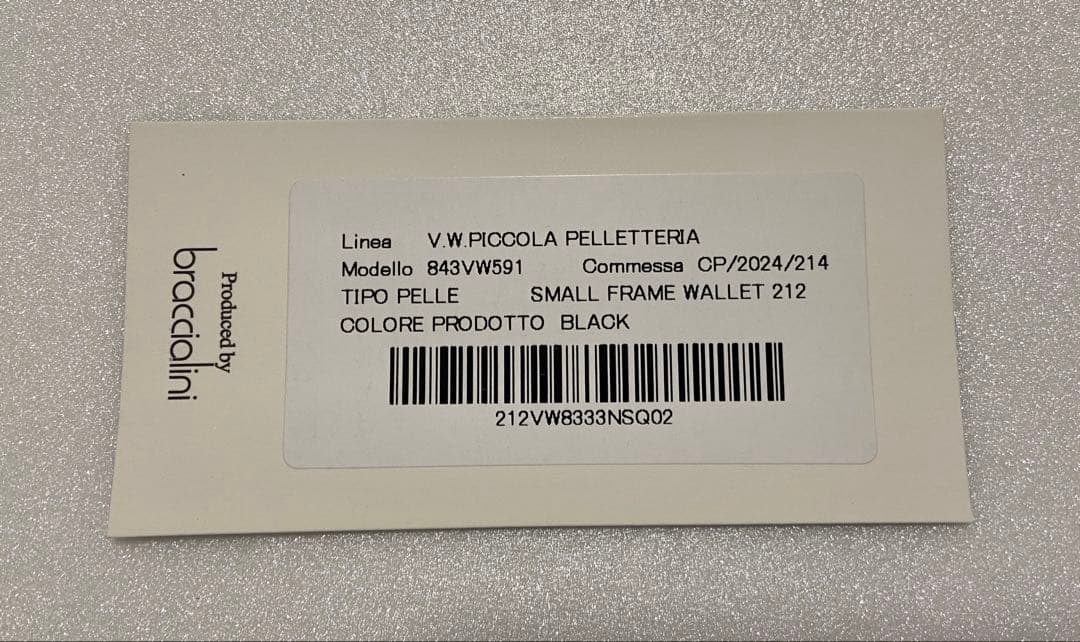 Produced by
braccialini
Linea V.W.PICCOLA PELLETTERIA
Modello 843VW591 Commessa CP/2024/214
TIPO PELLE SMALL FRAME WALLET 212
COLORE PRODOTTO BLACK
212VW8333NSQ02